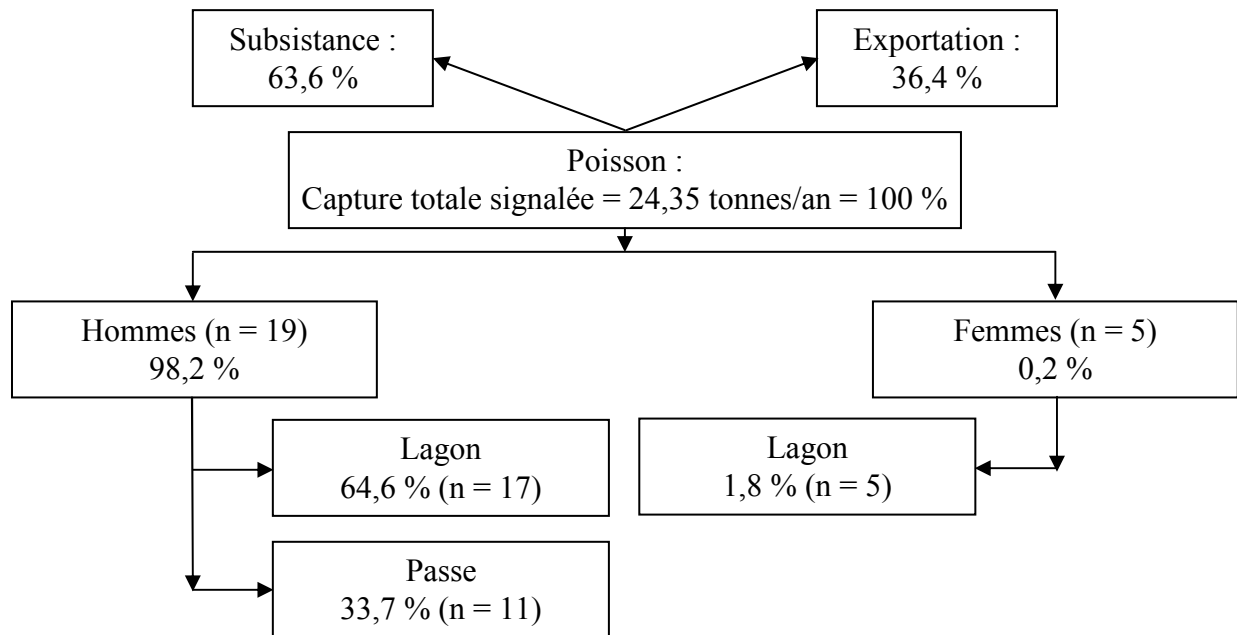 Subsistance :
63,6 %
Exportation :
36,4 %
Poisson :
Capture totale signalée = 24,35 tonnes/an = 100 %
Hommes (n = 19)
98,2 %
Femmes (n = 5)
0,2 %
Lagon
64,6 % (n = 17)
Lagon
1,8 % (n = 5)
Passe
33,7 % (n = 11)